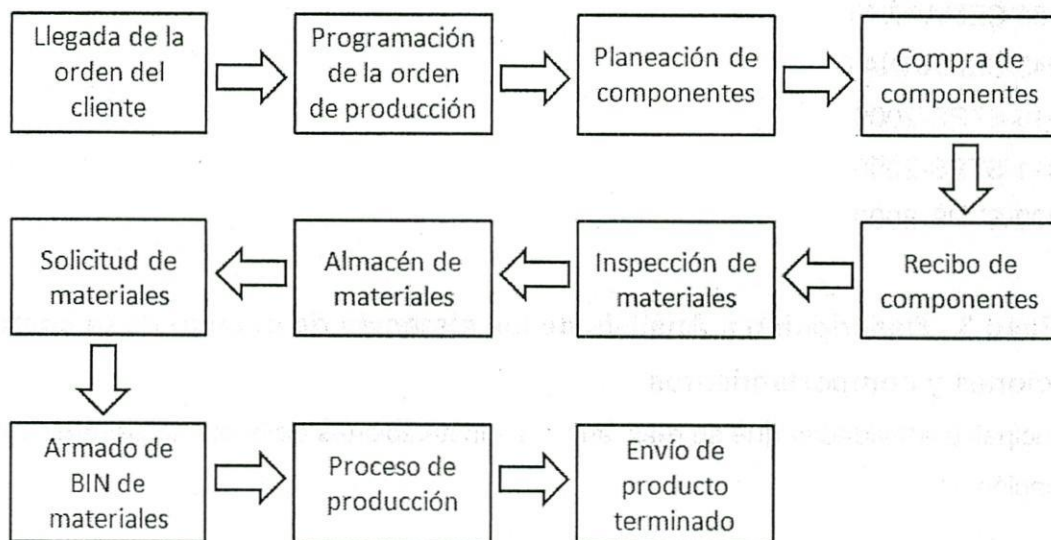 Llegada de la
orden del
cliente
Programación
de la orden
de producción
Planeación de
componentes
Compra de
componentes
Recibo de
componentes
Inspección de
materiales
Almacén de
materiales
Solicitud de
materiales
Armado de
BIN de
materiales
Proceso de
producción
Envío de
producto
terminado